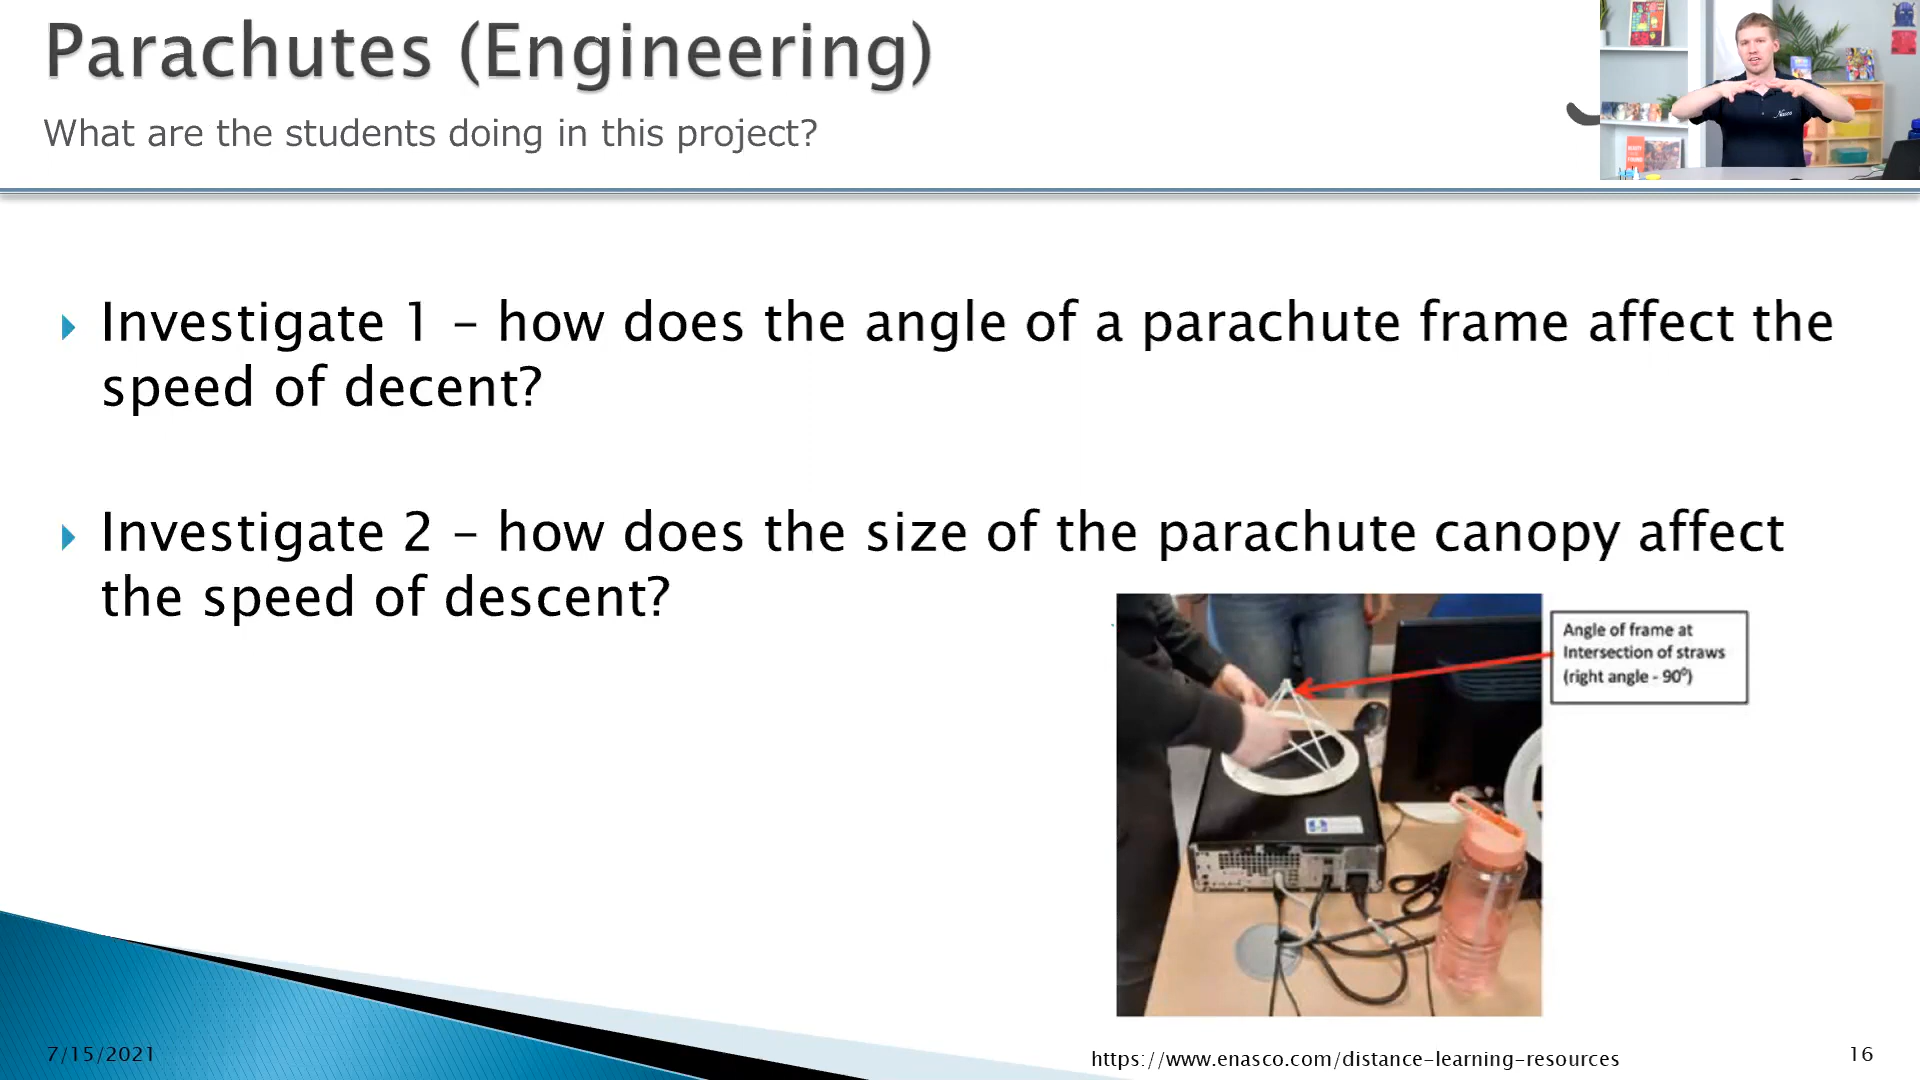 Parachutes (Engineering)
What are the students doing in this project?
Nasco
Investigate 1 – how does the angle of a parachute frame affect the
speed of decent?
Investigate 2 – how does the size of the parachute canopy affect
the speed of descent?
Angle of frame at
Intersection of straws
(right angle - 90⁰)
7/15/2021
https://www.enasco.com/distance-learning-resources
16